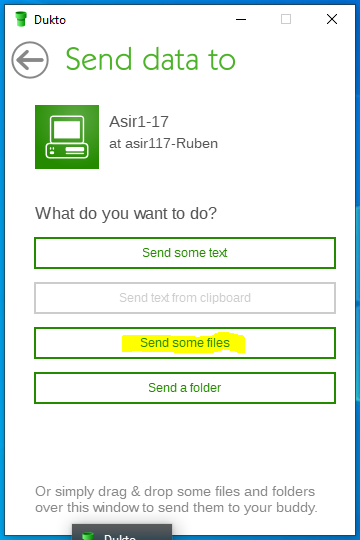 Dukto
Send data to
Asir1-17
at asir117-Ruben
What do you want to do?
Send some text
Send text from clipboard
Send some files
Send a folder
Or simply drag & drop some files and folders
over this window to send them to your buddy.
Dukto